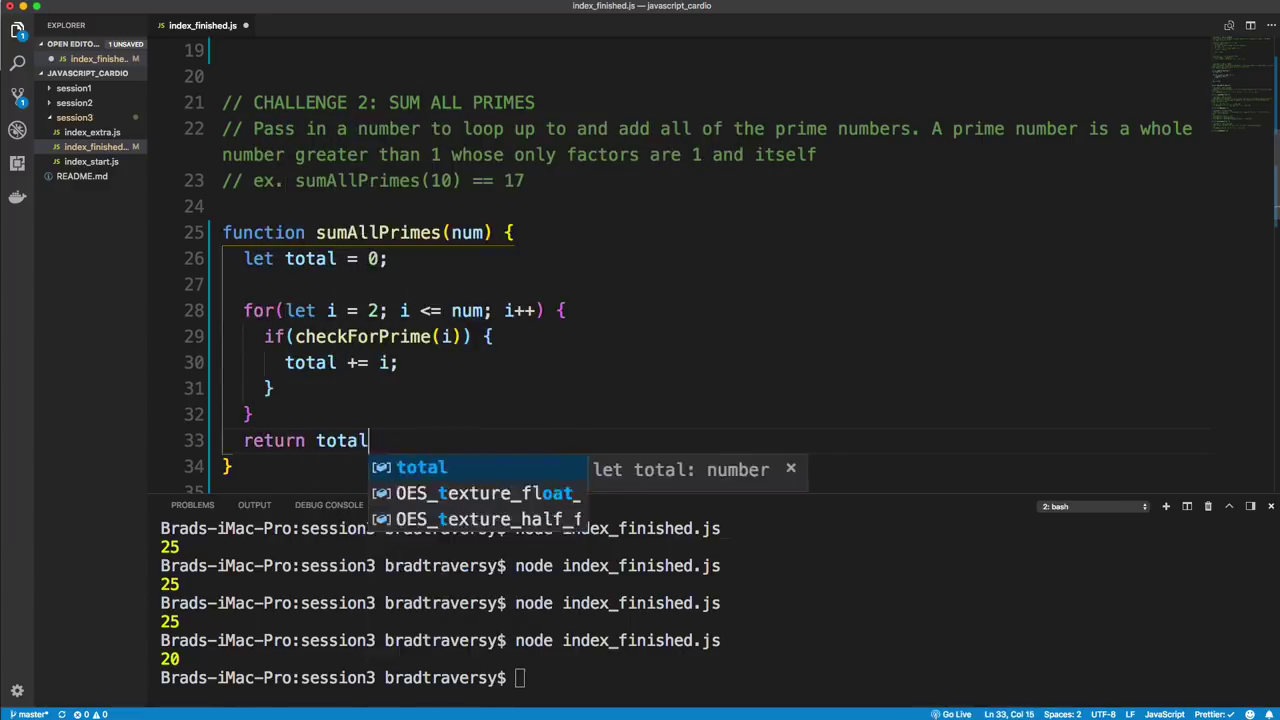 index_finished.js — javascript_cardio
EXPLORER
index_finished.js
OPEN EDITO... 1 UNSAVED
index_finishe... M
JAVASCRIPT_CARDIO
session1
session2
session3
index_extra.js
index_finished... M
index_start.js
README.md
19
20
21 // CHALLENGE 2: SUM ALL PRIMES
22 // Pass in a number to loop up to and add all of the prime numbers. A prime number is a whole
number greater than 1 whose only factors are 1 and itself
23 // ex. sumAllPrimes(10) == 17
24
25 function sumAllPrimes(num) {
26 let total = 0;
27
28 for(let i = 2; i <= num; i++) {
29 if(checkForPrime(i)) {
30 total += i;
31 }
32 }
33 return total
34 }
35
total let total: number ×
OES_texture_float_
OES_texture_half_f
PROBLEMS OUTPUT DEBUG CONSOLE 2: bash
Brads-iMac-Pro:session3 bradtraversy$ node index_finished.js
25
Brads-iMac-Pro:session3 bradtraversy$ node index_finished.js
25
Brads-iMac-Pro:session3 bradtraversy$ node index_finished.js
25
Brads-iMac-Pro:session3 bradtraversy$ node index_finished.js
20
Brads-iMac-Pro:session3 bradtraversy$
master* 0 0 Go Live Ln 33, Col 15 Spaces: 2 UTF-8 LF JavaScript Prettier: ✓